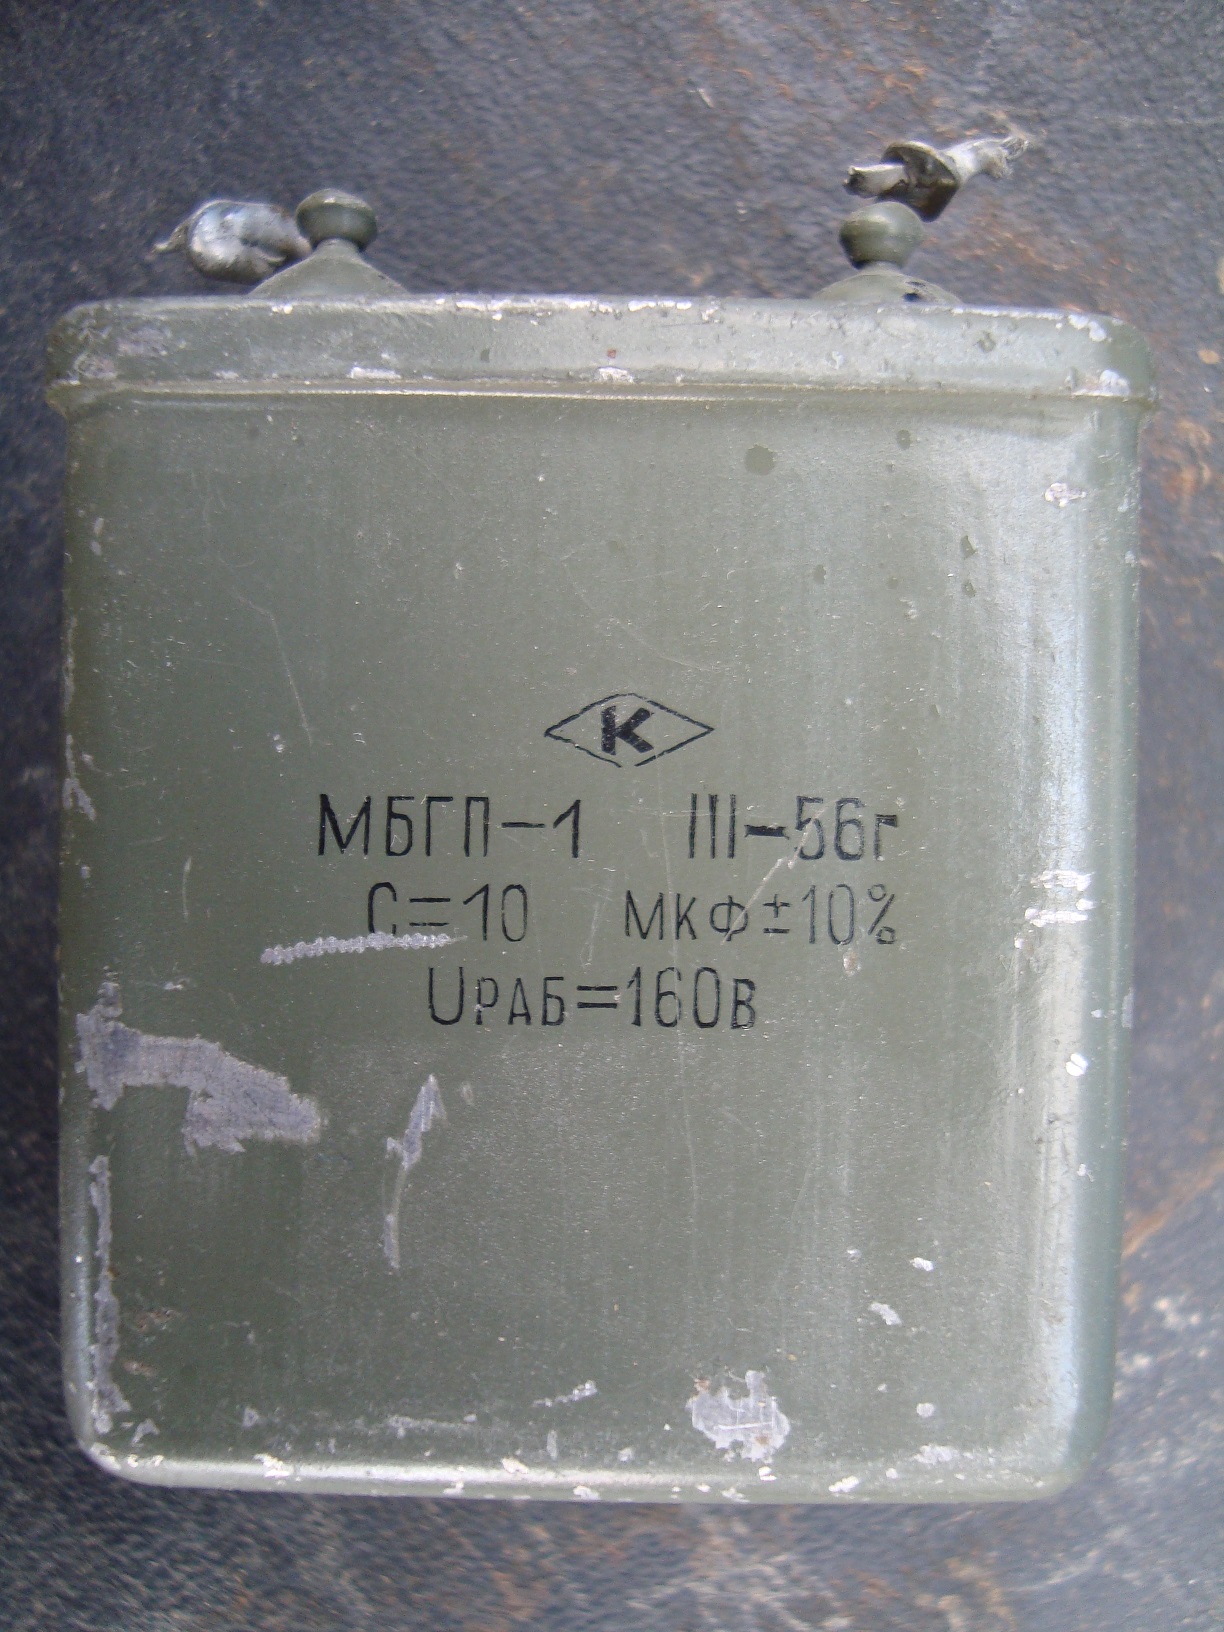 К
МБГП-1 III-56г
С=10 мкф±10%
Uраб=160в